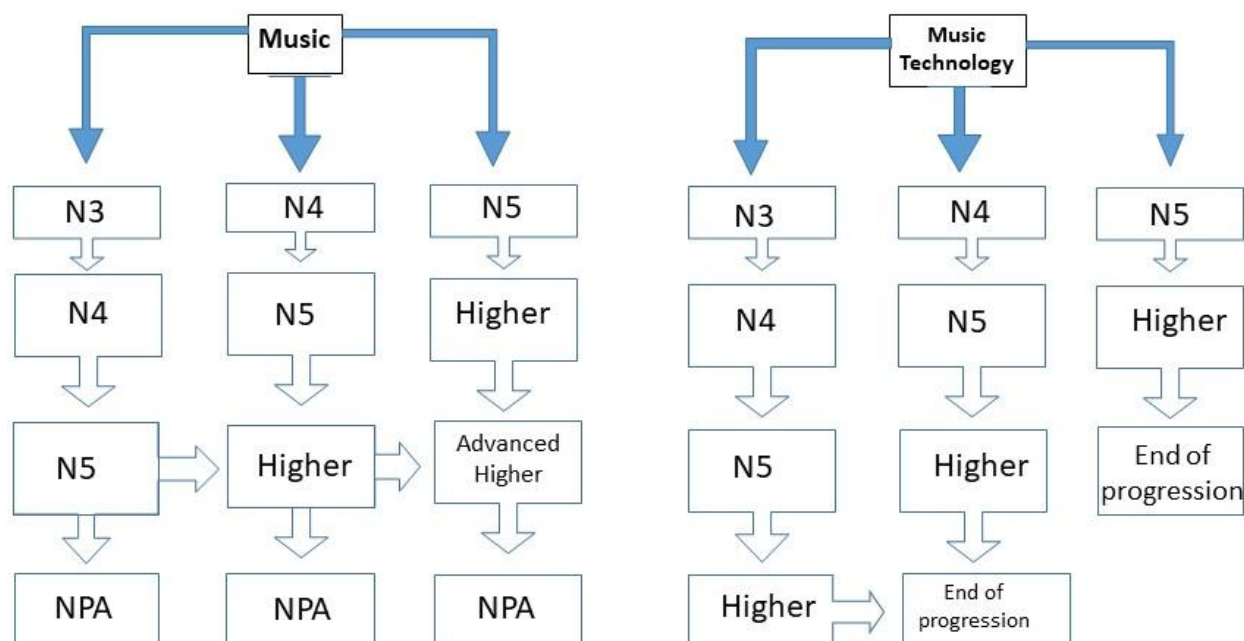 Music
N3
N4
N5
N4
N5
Higher
N5
Higher
Advanced
Higher
NPA
NPA
NPA
Music
Technology
N3
N4
N5
N4
N5
Higher
N5
Higher
End of
progression
Higher
End of
progression